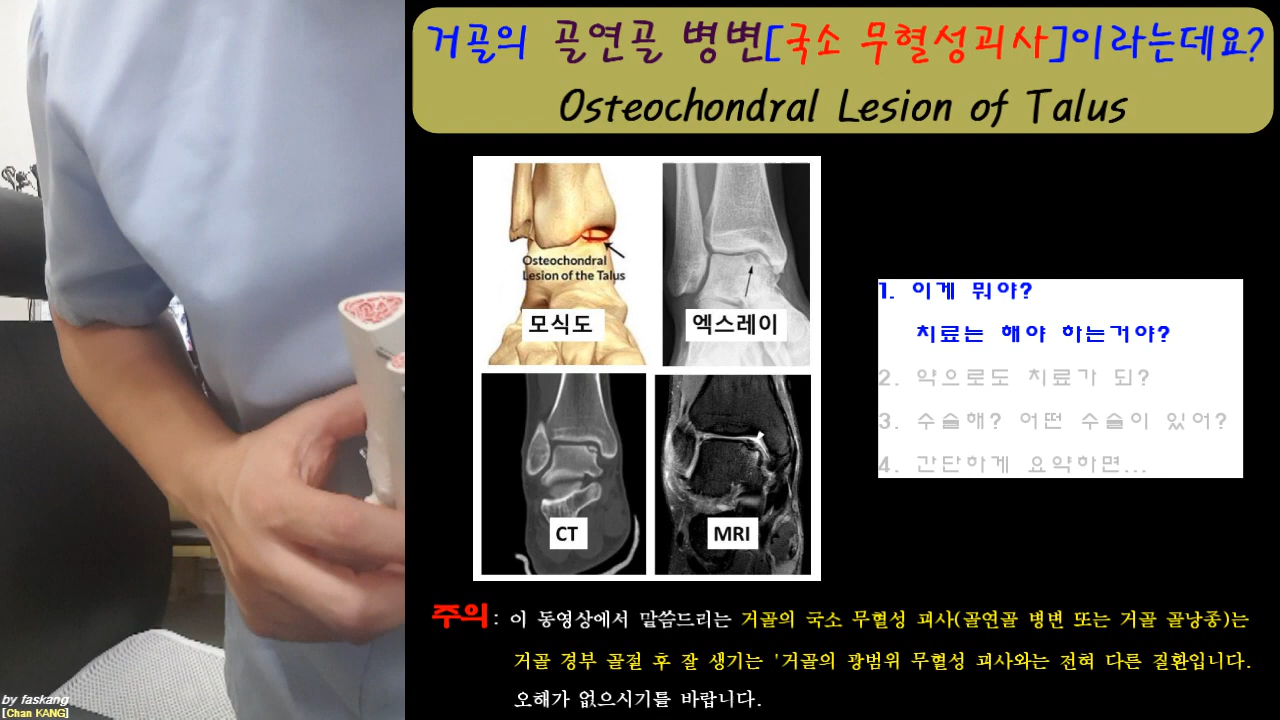 거골의 골연골 병변[국소 무혈성괴사]이라는데요?
Osteochondral Lesion of Talus
Osteochondral
Lesion of the Talus
모식도
엑스레이
CT
MRI
1. 이게 뭐야?
치료는 해야 하는거야?
2. 약으로도 치료가 되?
3. 수술해? 어떤 수술이 있어?
4. 간단하게 요약하면...
주의: 이 동영상에서 말씀드리는 거골의 국소 무혈성 괴사(골연골 병변 또는 거골 골낭종)는
거골 경부 골절 후 잘 생기는 '거골의 광범위 무혈성 괴사와는 전혀 다른 질환입니다.
오해가 없으시기를 바랍니다.
by faskang
[Chan KANG]